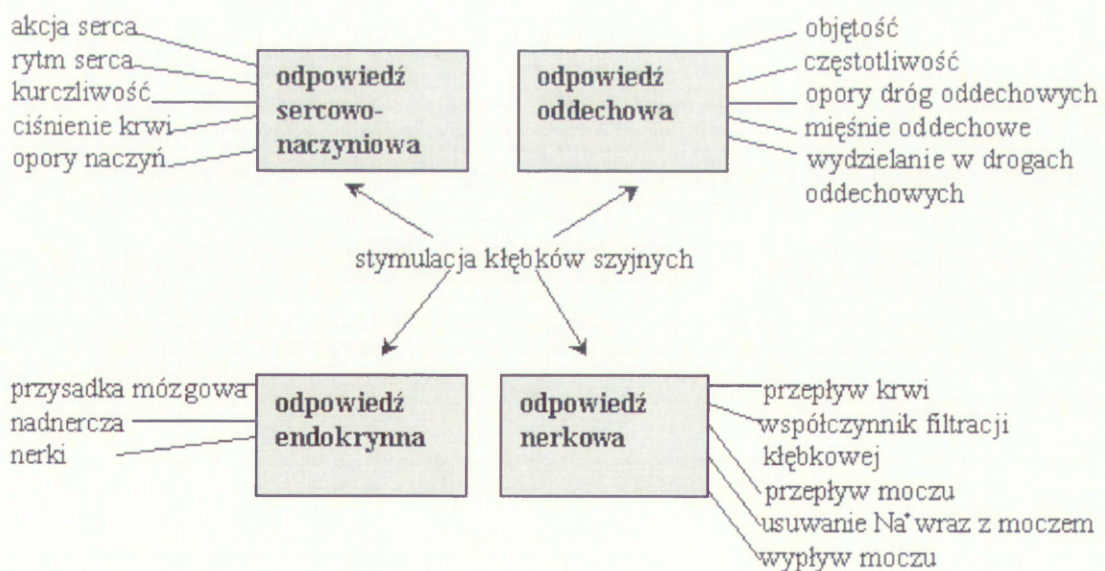 akcja serca
rytm serca
kurczliwość
ciśnienie krwi
opory naczyń
odpowiedź
sercowo-
naczyniowa
odpowiedź
oddechowa
objętość
częstotliwość
opory dróg oddechowych
mięśnie oddechowe
wydzielanie w drogach
oddechowych
stymulacja kłębków szyjnych
przysadka mózgowa
nadnercza
nerki
odpowiedź
endokrynna
odpowiedź
nerkowa
przepływ krwi
współczynnik filtracji
kłębkowej
przepływ moczu
usuwanie Na⁺ wraz z moczem
wypływ moczu